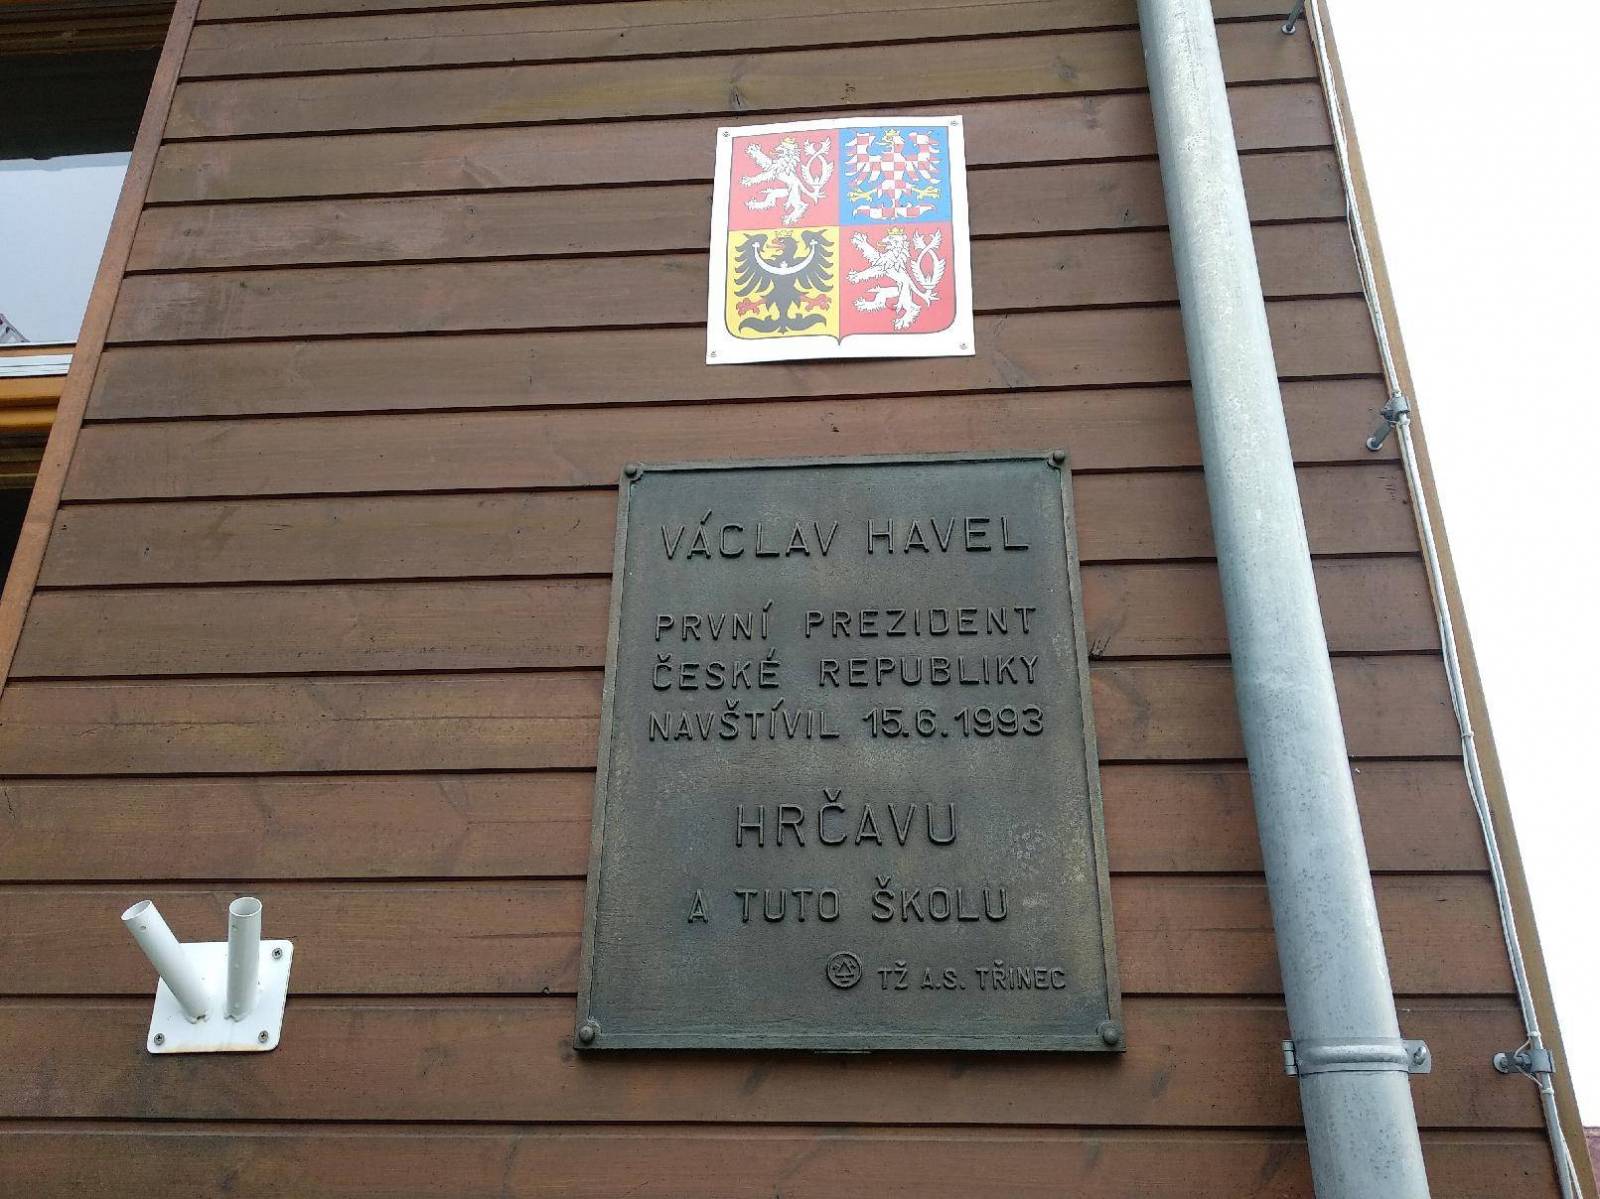 VÁCLAV HAVEL
PRVNÍ PREZIDENT
ČESKÉ REPUBLIKY
NAVŠTÍVIL 15.6.1993
HRČAVU
A TUTO ŠKOLU
TŽ A.S. TŘINEC